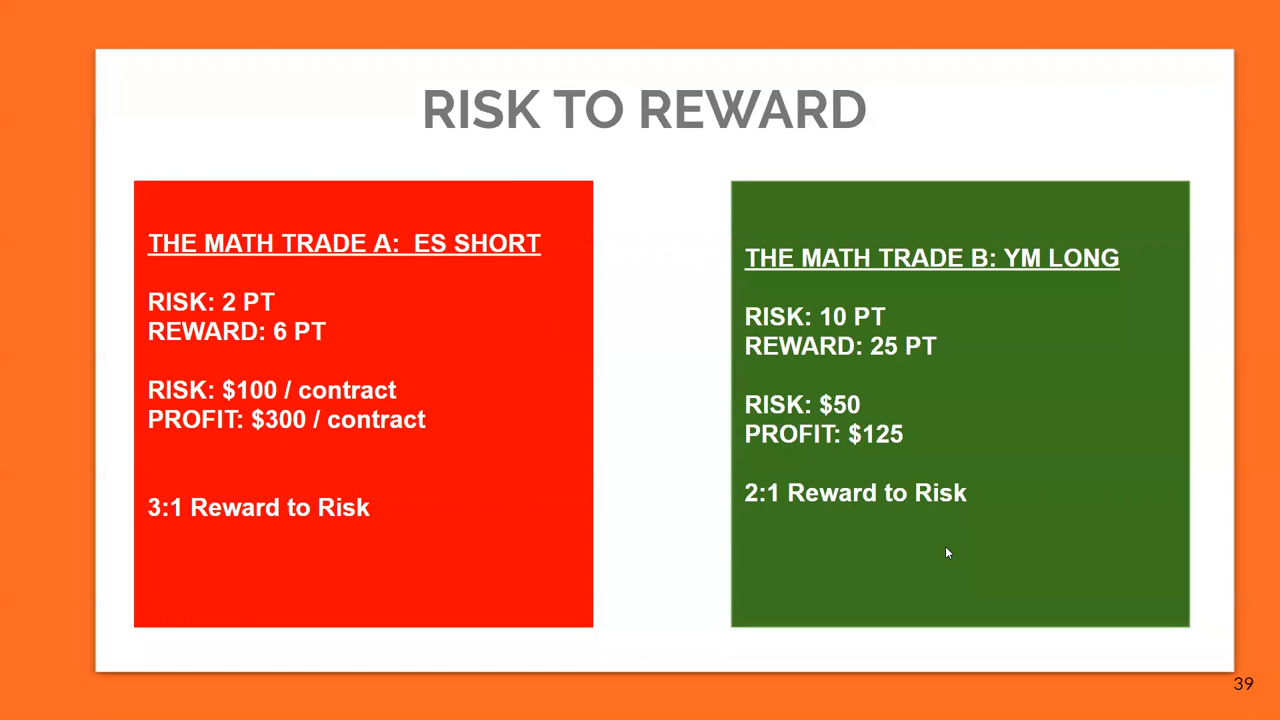 RISK TO REWARD
THE MATH TRADE A:  ES SHORT
RISK: 2 PT
REWARD: 6 PT
RISK: $100 / contract
PROFIT: $300 / contract
3:1 Reward to Risk
THE MATH TRADE B: YM LONG
RISK: 10 PT
REWARD: 25 PT
RISK: $50
PROFIT: $125
2:1 Reward to Risk
39